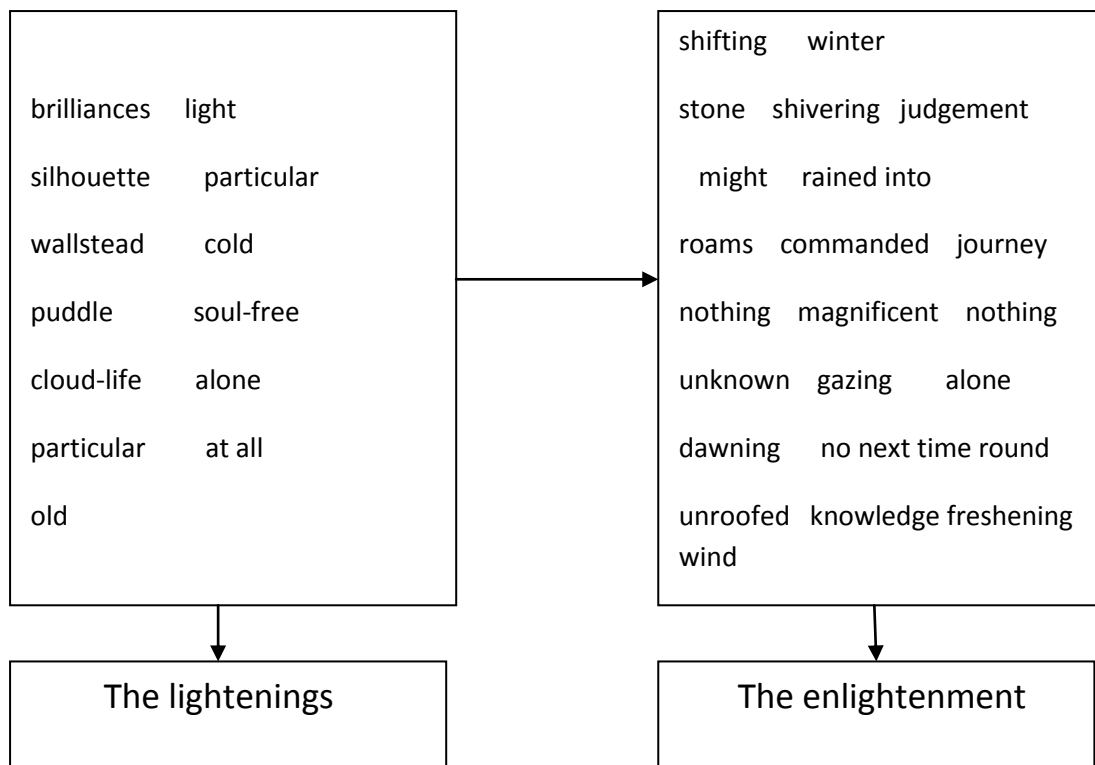 brilliances light
silhouette particular
wallstead cold
puddle soul-free
cloud-life alone
particular at all
old
shifting winter
stone shivering judgement
might rained into
roams commanded journey
nothing magnificent nothing
unknown gazing alone
dawning no next time round
unroofed knowledge freshening
wind
The lightenings
The enlightenment